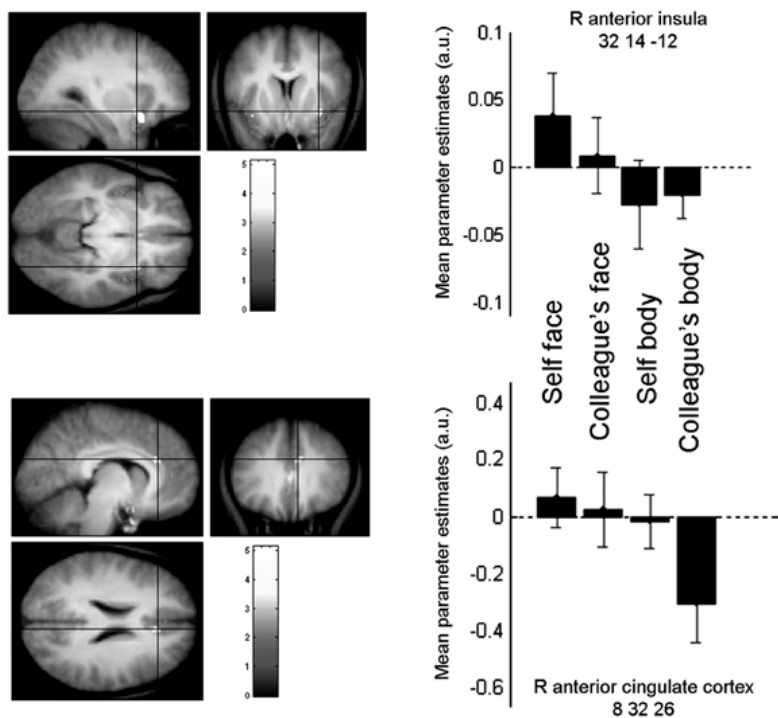 R anterior insula
32 14 -12
Mean parameter estimates (a.u.)
0.1
0.05
0
-0.05
-0.1
5
4
3
2
1
0
Self face
Colleague's face
Self body
Colleague's body
Mean parameter estimates (a.u.)
0.4
0.2
0
-0.2
-0.4
-0.6
5
4
3
2
1
0
R anterior cingulate cortex
8 32 26